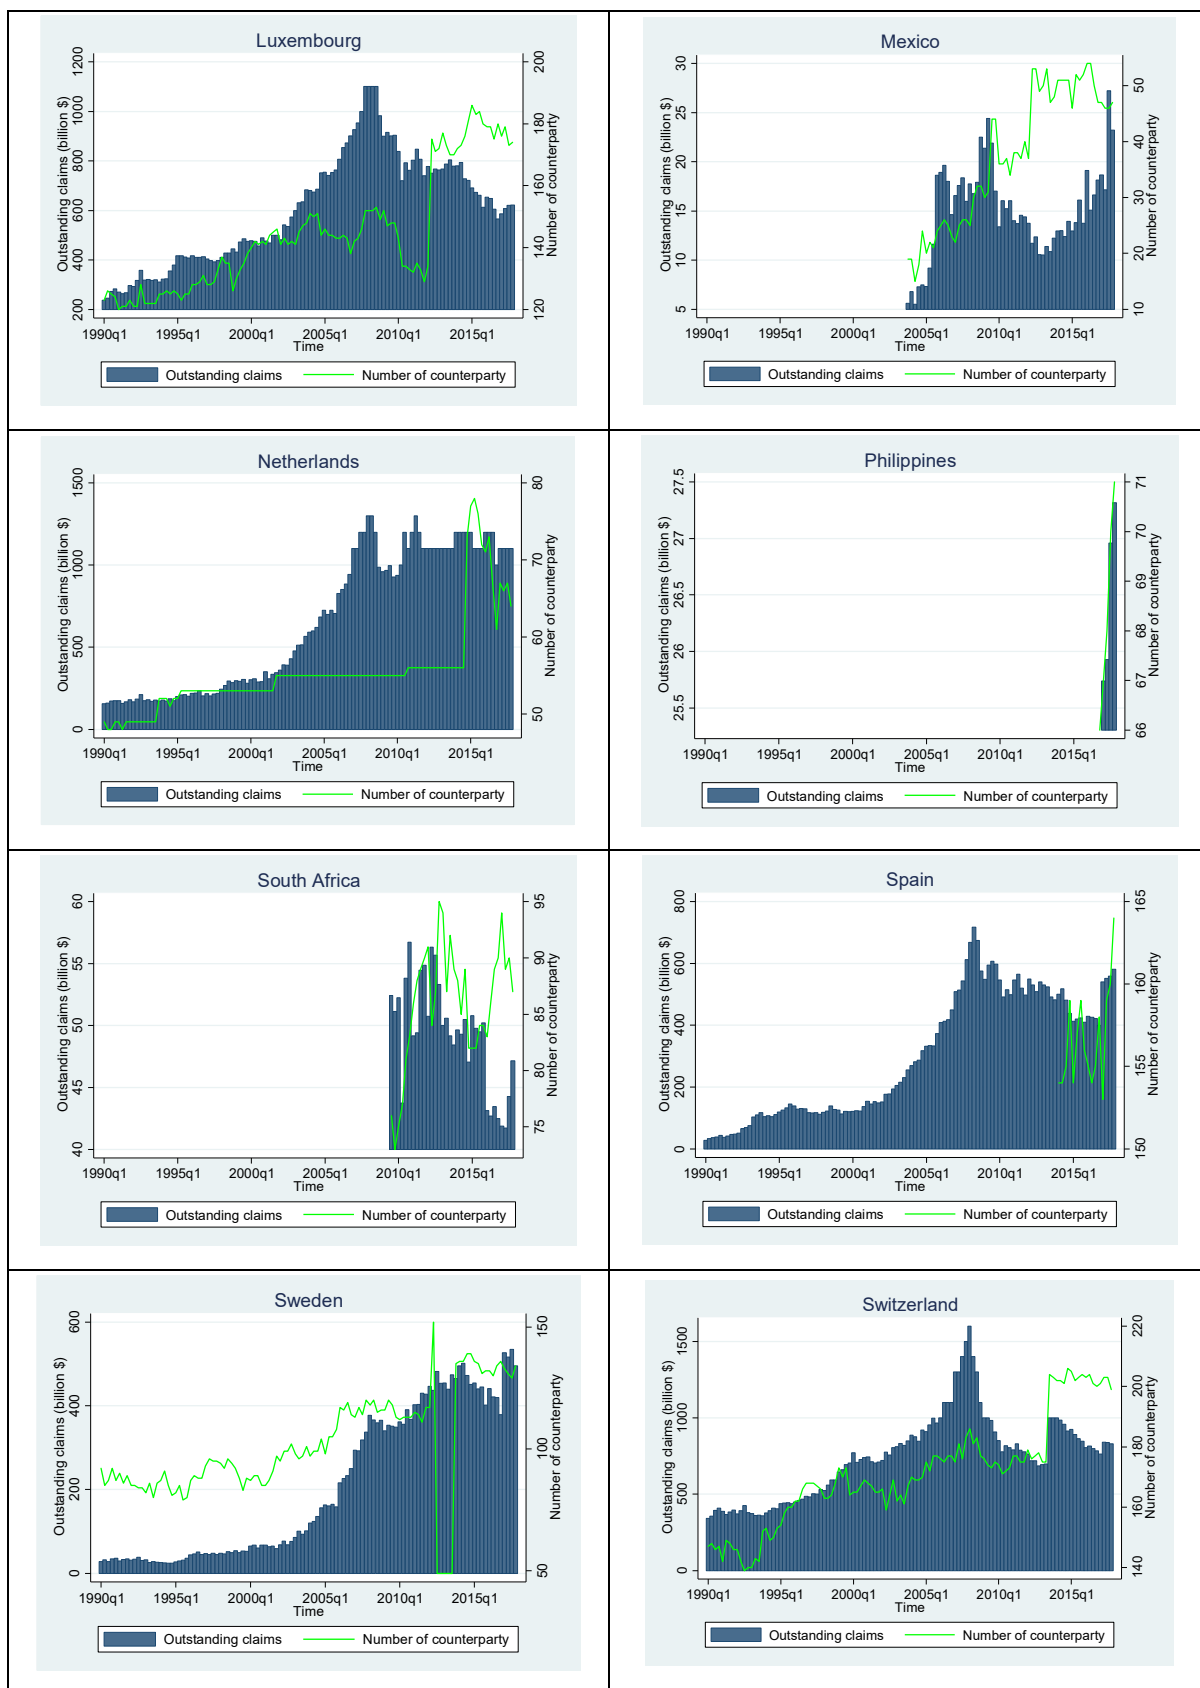 Luxembourg
Outstanding claims (billion $)
200 400 600 800 1000 1200
Number of counterparty
120 140 160 180 200
1990q1 1995q1 2000q1 2005q1 2010q1 2015q1
Time
Outstanding claims Number of counterparty
Mexico
Outstanding claims (billion $)
5 10 15 20 25 30
Number of counterparty
10 20 30 40 50
1990q1 1995q1 2000q1 2005q1 2010q1 2015q1
Time
Outstanding claims Number of counterparty
Netherlands
Outstanding claims (billion $)
0 500 1000 1500
Number of counterparty
50 60 70 80
1990q1 1995q1 2000q1 2005q1 2010q1 2015q1
Time
Outstanding claims Number of counterparty
Philippines
Outstanding claims (billion $)
25.5 26 26.5 27 27.5
Number of counterparty
66 67 68 69 70 71
1990q1 1995q1 2000q1 2005q1 2010q1 2015q1
Time
Outstanding claims Number of counterparty
South Africa
Outstanding claims (billion $)
40 45 50 55 60
Number of counterparty
75 80 85 90 95
1990q1 1995q1 2000q1 2005q1 2010q1 2015q1
Time
Outstanding claims Number of counterparty
Spain
Outstanding claims (billion $)
0 200 400 600 800
Number of counterparty
150 155 160 165
1990q1 1995q1 2000q1 2005q1 2010q1 2015q1
Time
Outstanding claims Number of counterparty
Sweden
Outstanding claims (billion $)
0 200 400 600
Number of counterparty
50 100 150
1990q1 1995q1 2000q1 2005q1 2010q1 2015q1
Time
Outstanding claims Number of counterparty
Switzerland
Outstanding claims (billion $)
0 500 1000 1500
Number of counterparty
140 160 180 200 220
1990q1 1995q1 2000q1 2005q1 2010q1 2015q1
Time
Outstanding claims Number of counterparty